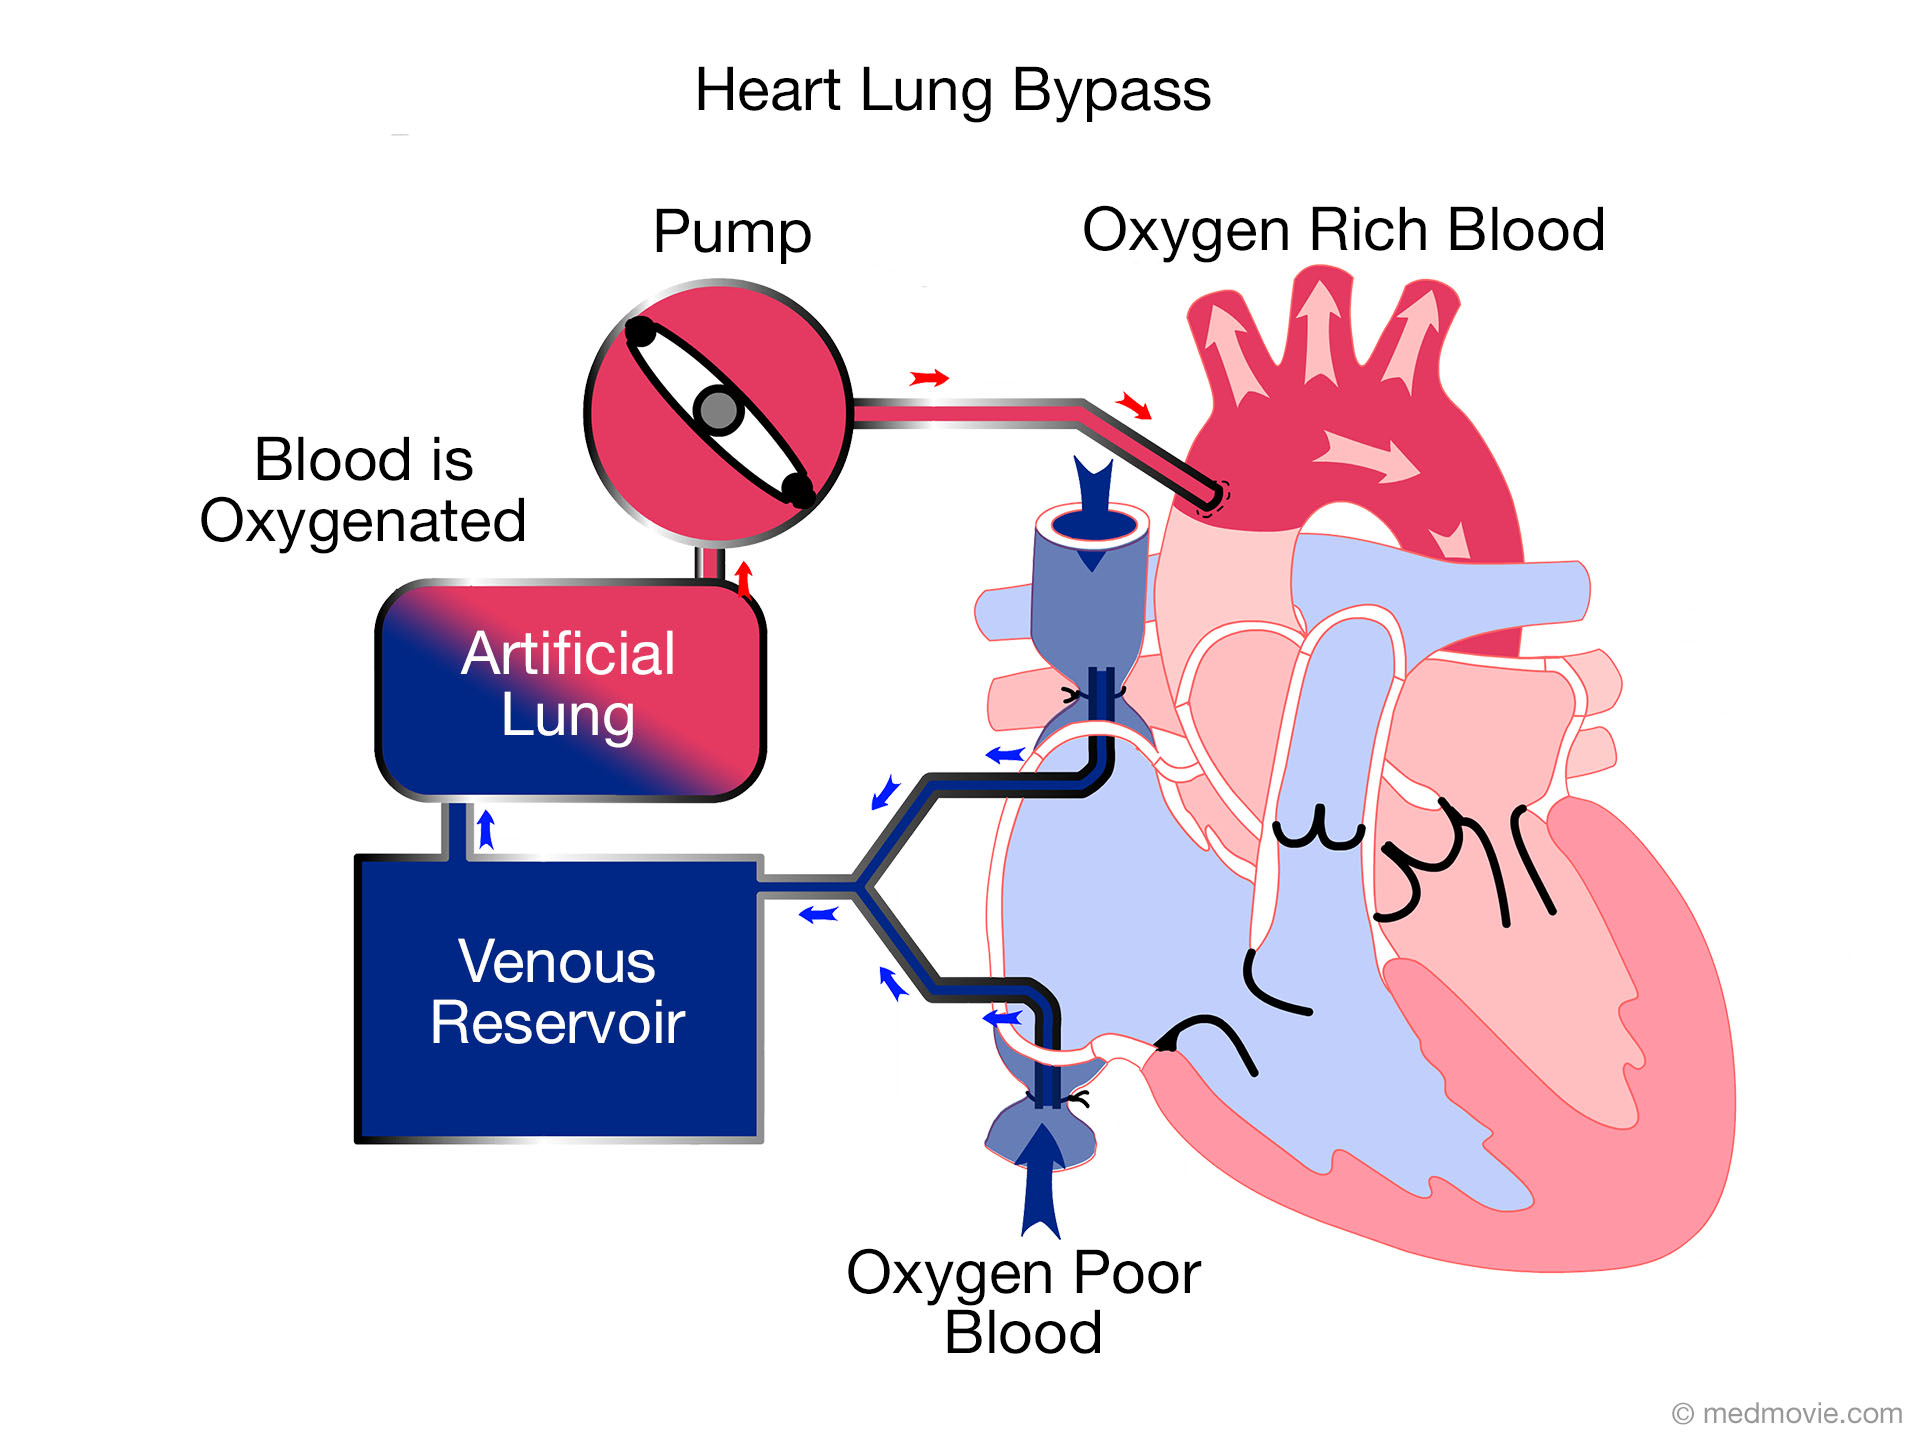 Heart Lung Bypass
Pump
Oxygen Rich Blood
Blood is
Oxygenated
Artificial
Lung
Venous
Reservoir
Oxygen Poor
Blood
© medmovie.com